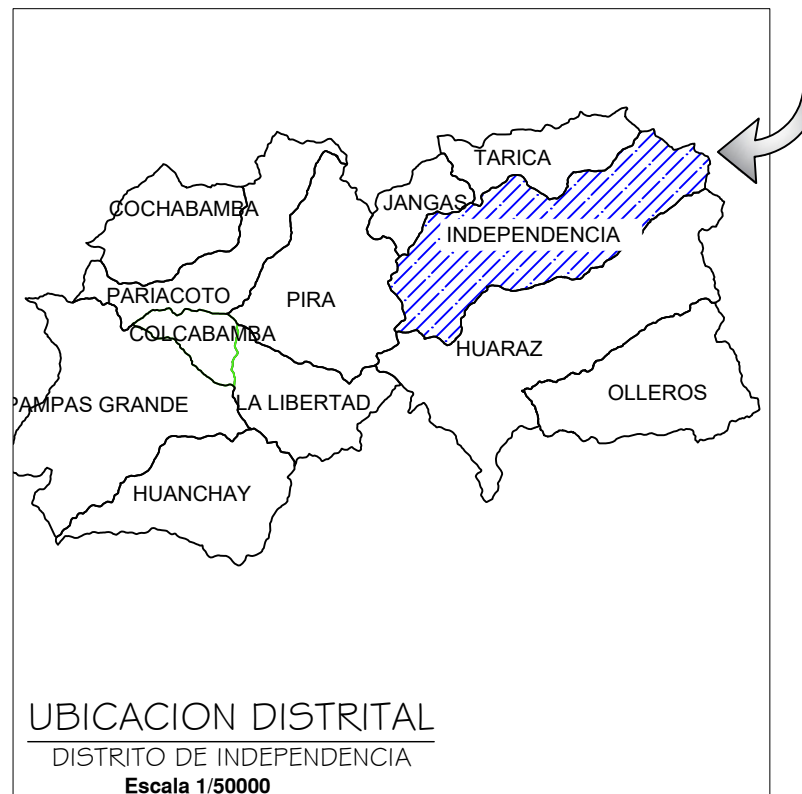 TARICA
COCHABAMBA
JANGAS
INDEPENDENCIA
PARIACOTO
PIRA
COLCABAMBA
HUARAZ
OLLEROS
PAMPAS GRANDE
LA LIBERTAD
HUANCHAY
UBICACION DISTRITAL
DISTRITO DE INDEPENDENCIA
Escala 1/50000